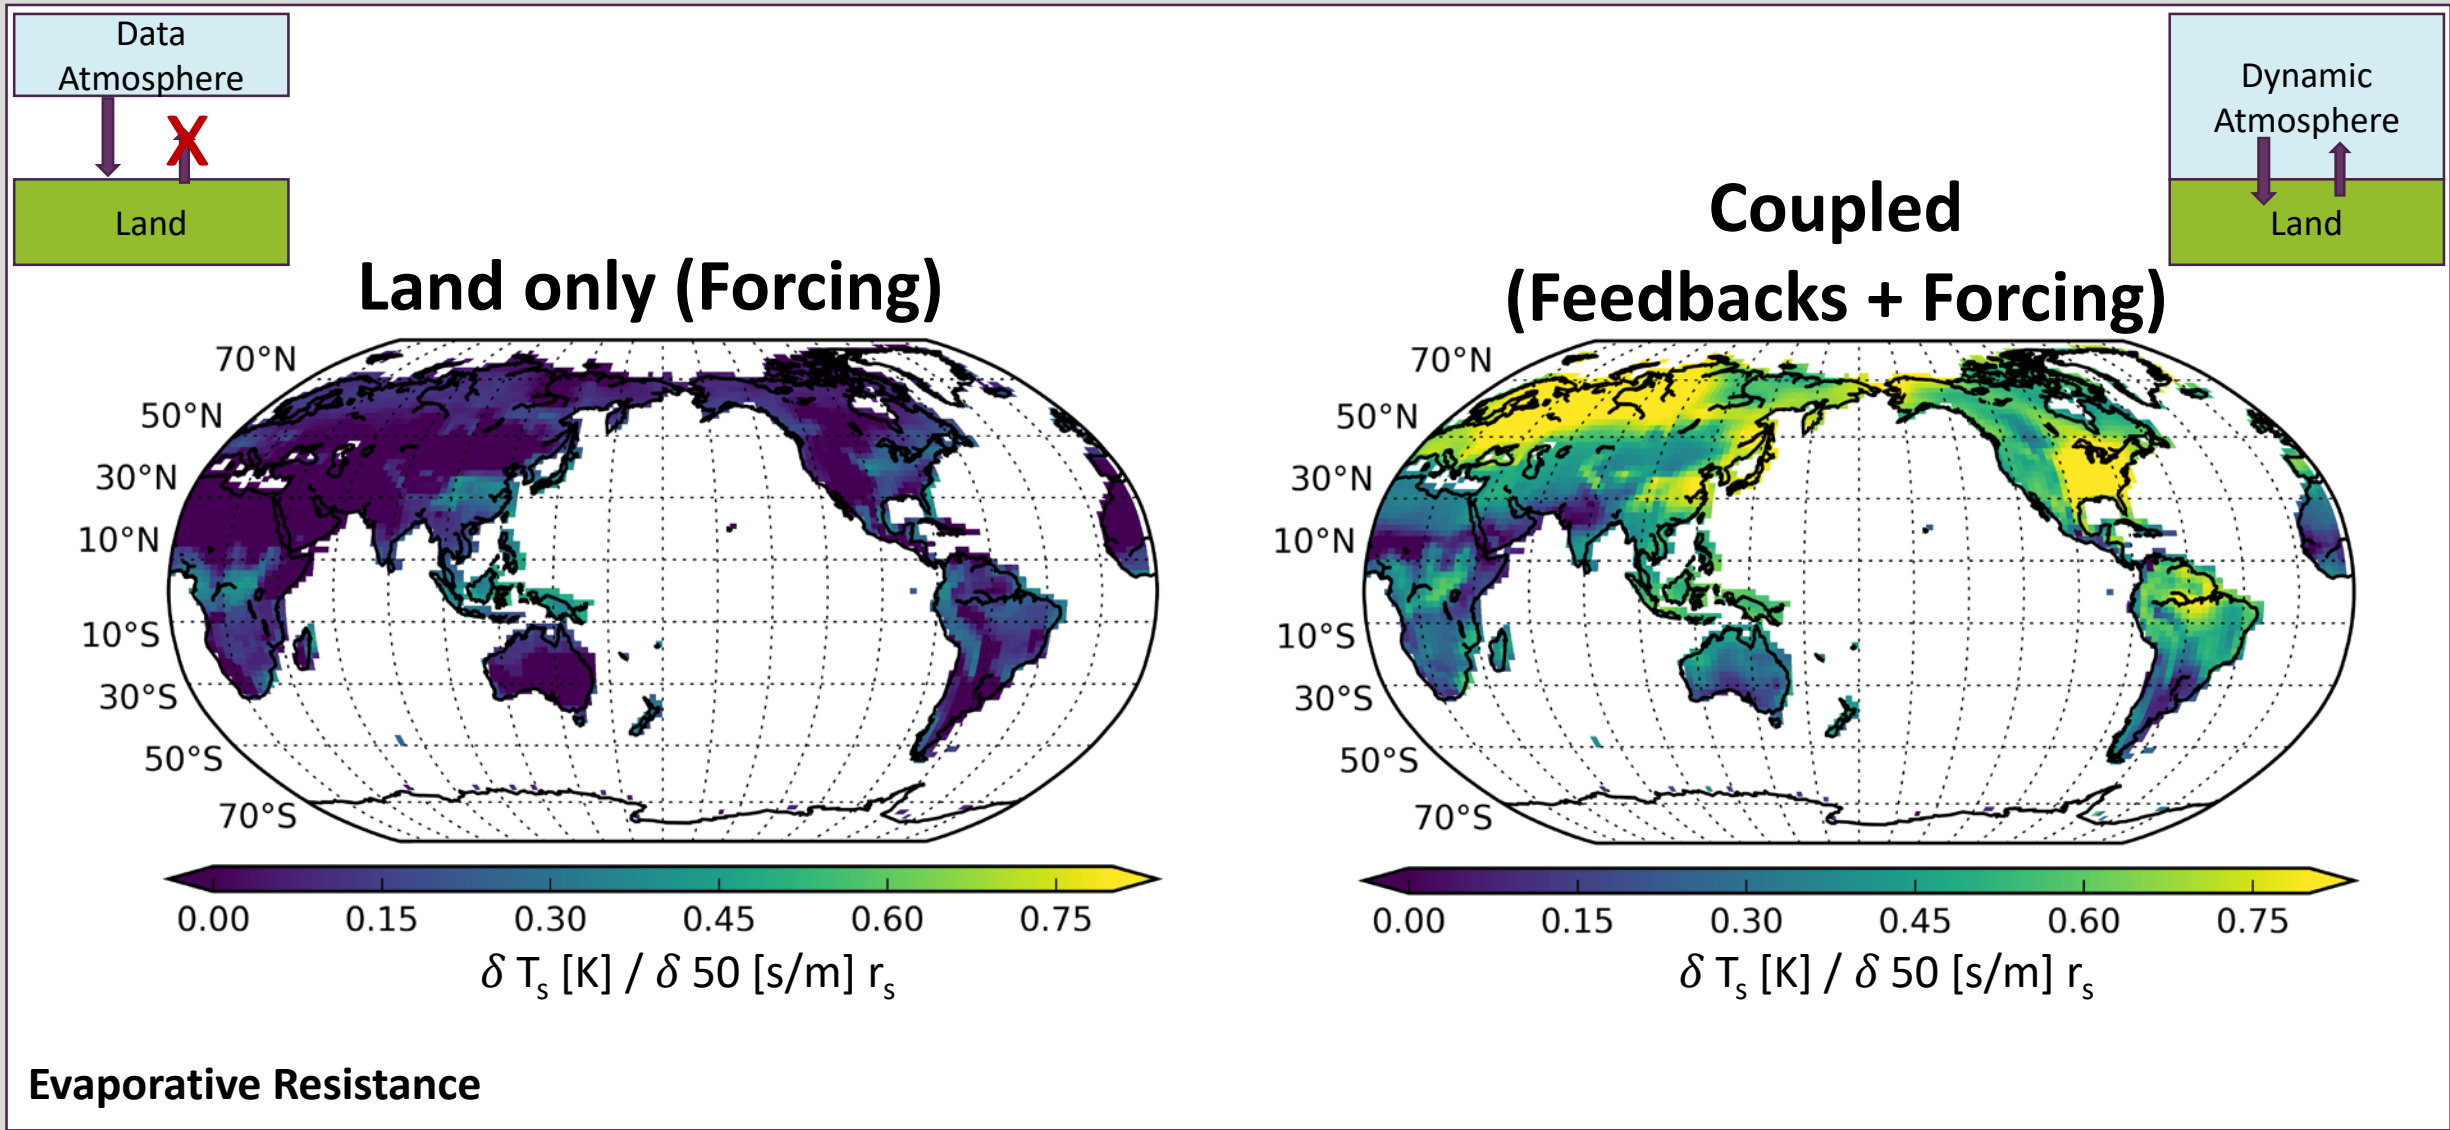 Data
Atmosphere
X
Land
Land only (Forcing)
70°N
50°N
30°N
10°N
10°S
30°S
50°S
70°S
0.00 0.15 0.30 0.45 0.60 0.75
δ Tₛ [K] / δ 50 [s/m] rₛ
Dynamic
Atmosphere
Land
Coupled
(Feedbacks + Forcing)
70°N
50°N
30°N
10°N
10°S
30°S
50°S
70°S
0.00 0.15 0.30 0.45 0.60 0.75
δ Tₛ [K] / δ 50 [s/m] rₛ
Evaporative Resistance